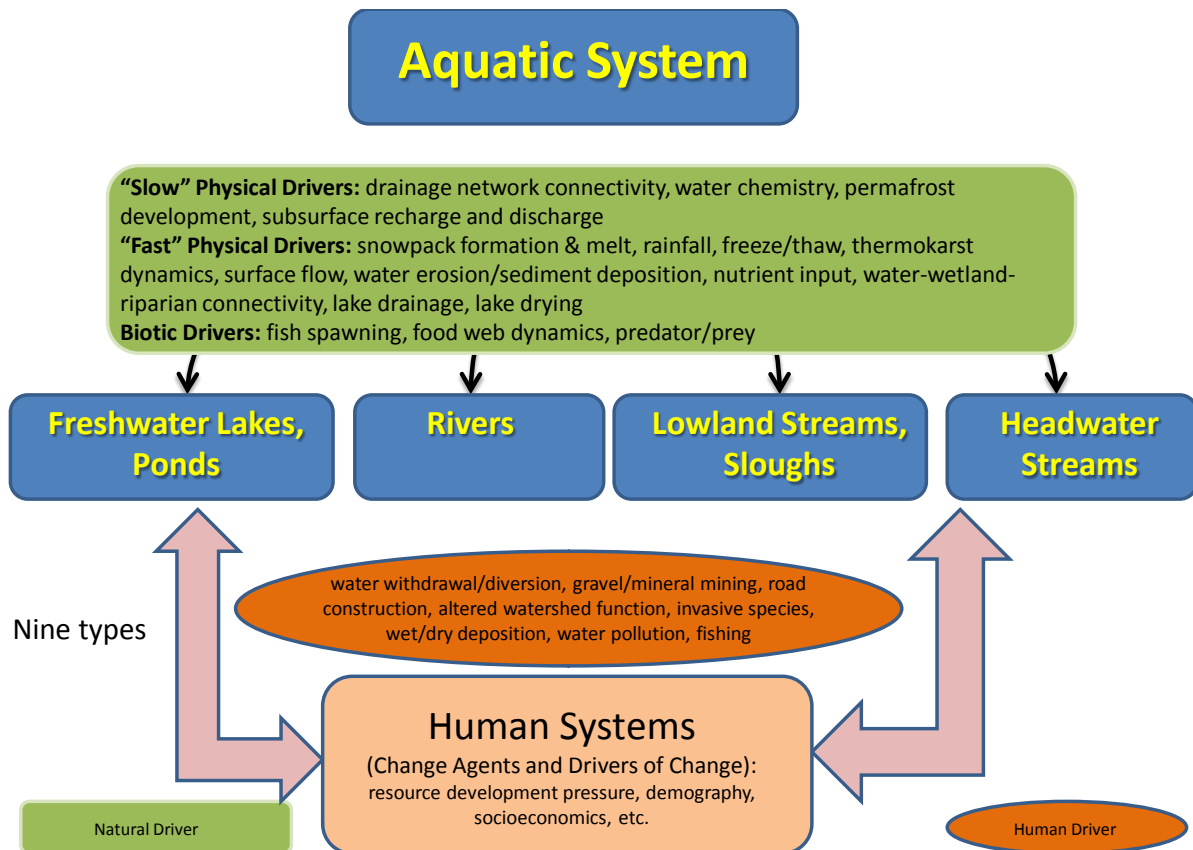 Aquatic System
“Slow” Physical Drivers: drainage network connectivity, water chemistry, permafrost
development, subsurface recharge and discharge
“Fast” Physical Drivers: snowpack formation & melt, rainfall, freeze/thaw, thermokarst
dynamics, surface flow, water erosion/sediment deposition, nutrient input, water-wetland-
riparian connectivity, lake drainage, lake drying
Biotic Drivers: fish spawning, food web dynamics, predator/prey
Freshwater Lakes,
Ponds
Rivers
Lowland Streams,
Sloughs
Headwater
Streams
water withdrawal/diversion, gravel/mineral mining, road
construction, altered watershed function, invasive species,
wet/dry deposition, water pollution, fishing
Nine types
Human Systems
(Change Agents and Drivers of Change):
resource development pressure, demography,
socioeconomics, etc.
Natural Driver
Human Driver